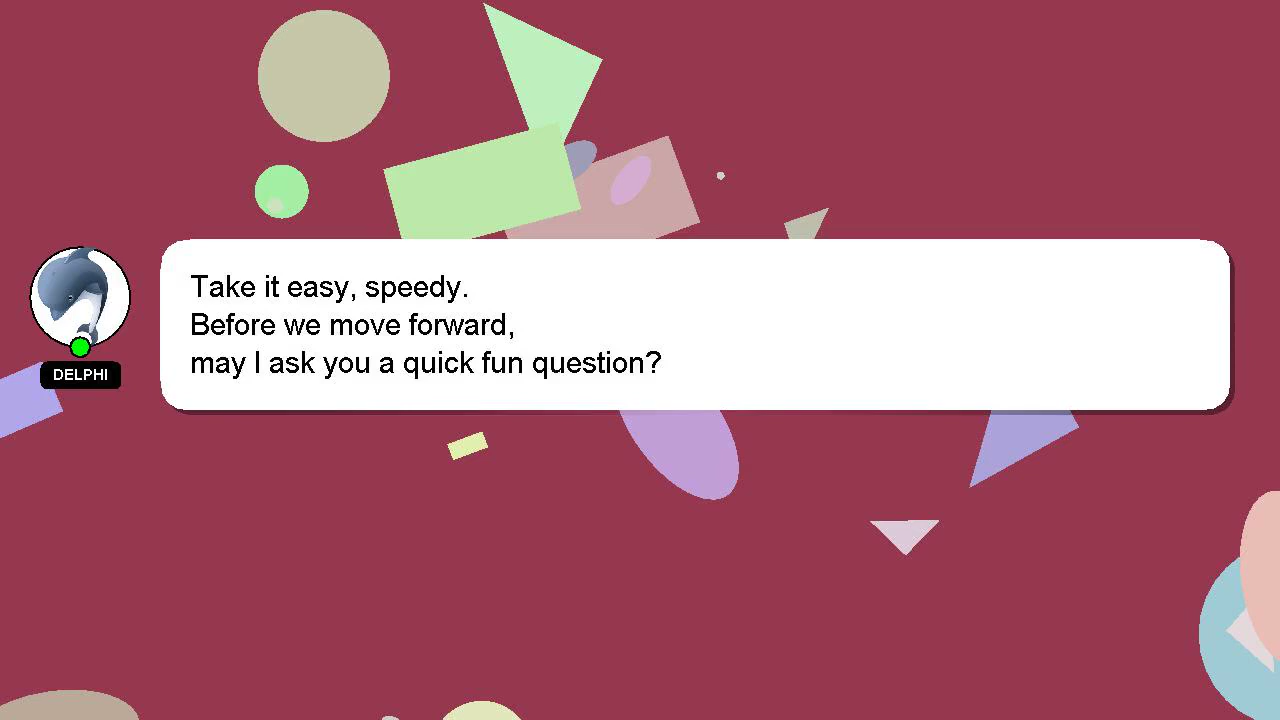 Take it easy, speedy.
Before we move forward,
may I ask you a quick fun question?
DELPHI